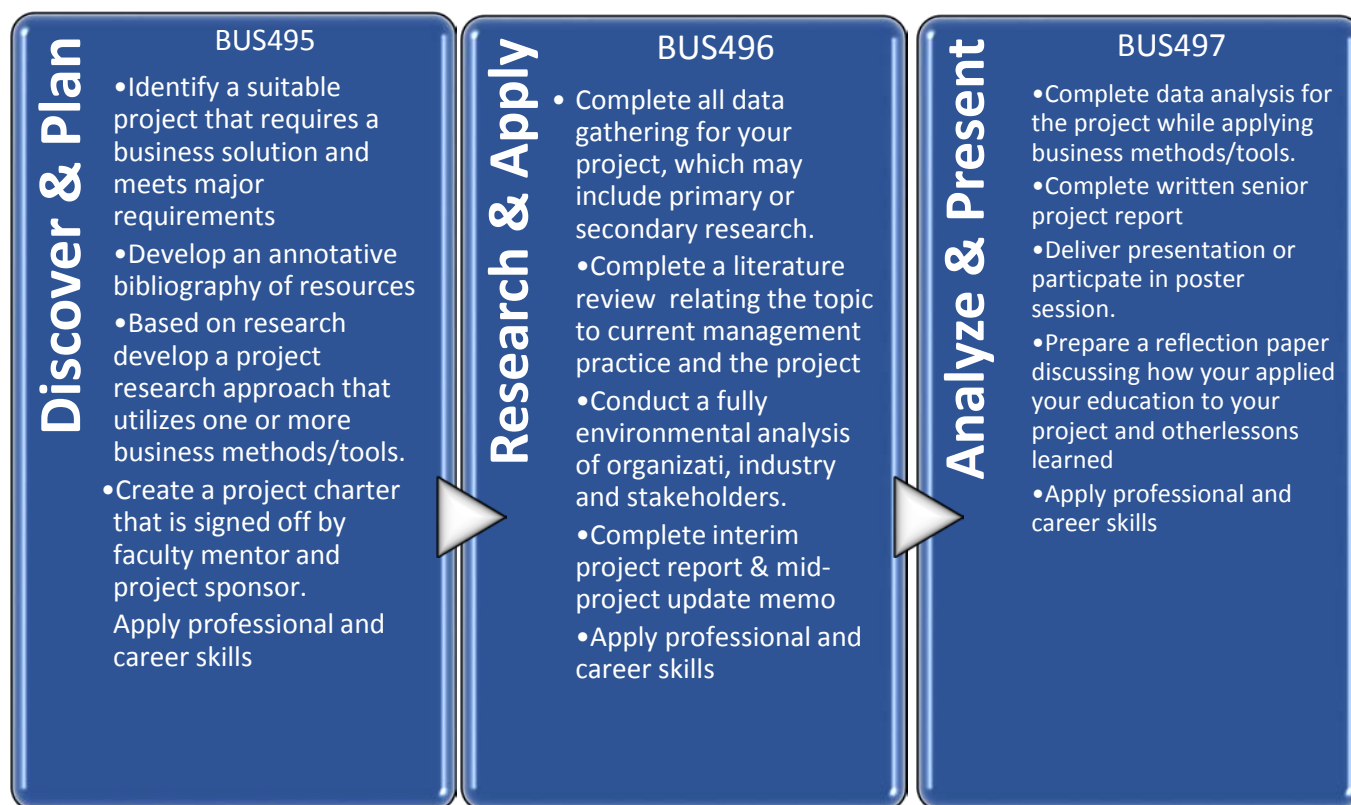 Discover & Plan
BUS495
•Identify a suitable
project that requires a
business solution and
meets major
requirements
•Develop an annotative
bibliography of resources
•Based on research
develop a project
research approach that
utilizes one or more
business methods/tools.
•Create a project charter
that is signed off by
faculty mentor and
project sponsor.
Apply professional and
career skills
Research & Apply
BUS496
• Complete all data
gathering for your
project, which may
include primary or
secondary research.
•Complete a literature
review relating the topic
to current management
practice and the project
•Conduct a fully
environmental analysis
of organizati, industry
and stakeholders.
•Complete interim
project report & mid-
project update memo
•Apply professional and
career skills
Analyze & Present
BUS497
•Complete data analysis for
the project while applying
business methods/tools.
•Complete written senior
project report
•Deliver presentation or
particpate in poster
session.
•Prepare a reflection paper
discussing how your applied
your education to your
project and otherlessons
learned
•Apply professional and
career skills